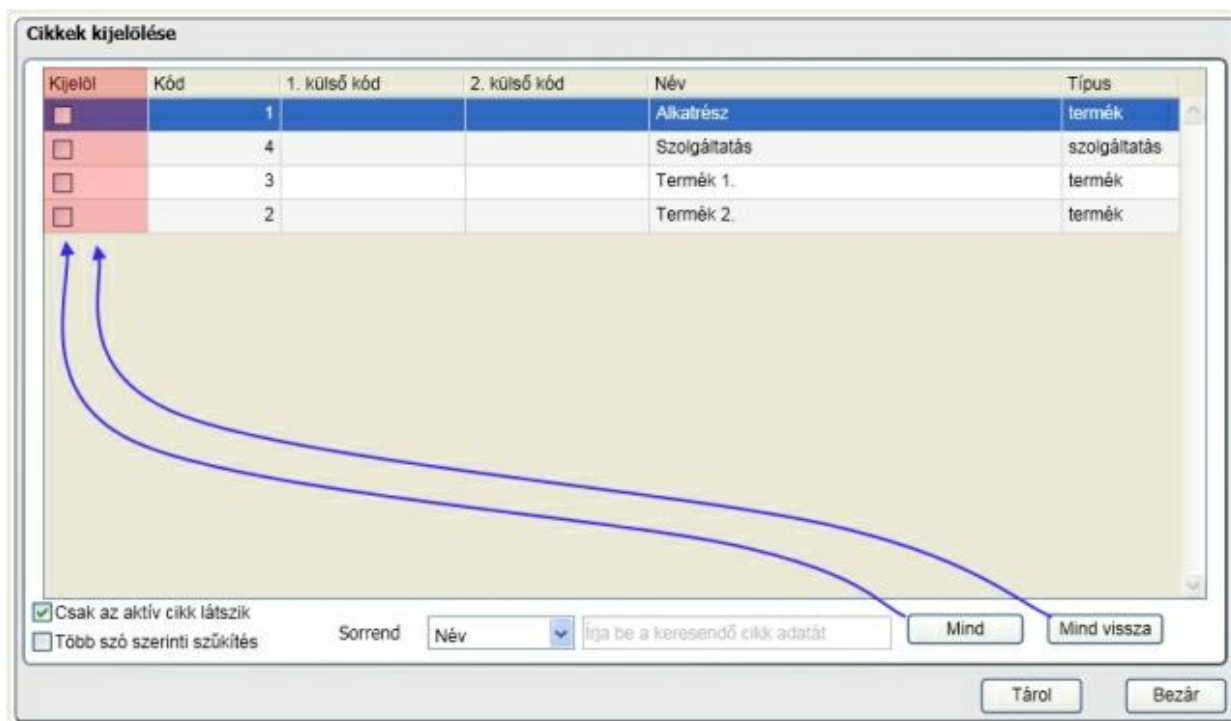 Cikkek kijelölése
Kijelöl Kód 1. külső kód 2. külső kód Név Típus
1 Alkatrész termék
4 Szolgáltatás szolgáltatás
3 Termék 1. termék
2 Termék 2. termék
Csak az aktív cikk látszik
Több szó szerinti szűkítés Sorrend Név Írja be a keresendő cikk adatát Mind Mind vissza
Tárol Bezár